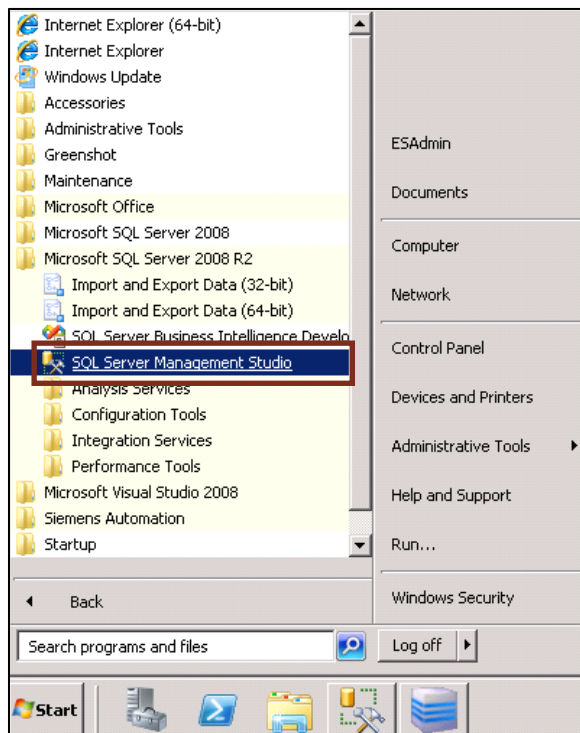 Internet Explorer (64-bit)
Internet Explorer
Windows Update
Accessories
Administrative Tools
Greenshot
Maintenance
Microsoft Office
Microsoft SQL Server 2008
Microsoft SQL Server 2008 R2
Import and Export Data (32-bit)
Import and Export Data (64-bit)
SQL Server Business Intelligence Develo
SQL Server Management Studio
Analysis Services
Configuration Tools
Integration Services
Performance Tools
Microsoft Visual Studio 2008
Siemens Automation
Startup
Back
Search programs and files
ESAdmin
Documents
Computer
Network
Control Panel
Devices and Printers
Administrative Tools
Help and Support
Run...
Windows Security
Log off
Start